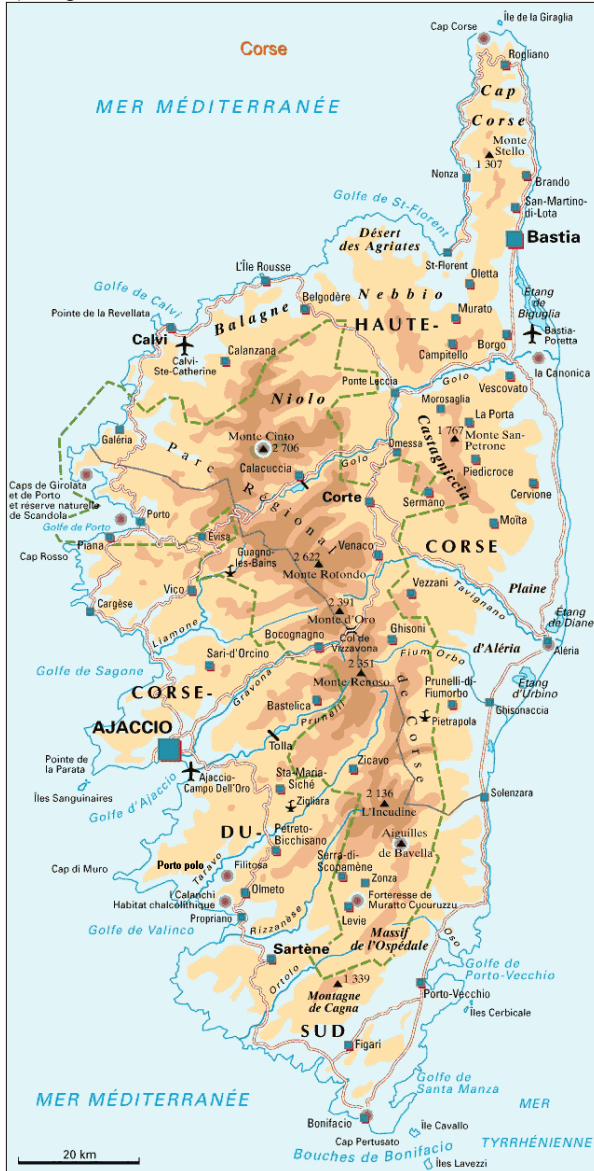 Corse
Île de la Giraglia
Cap Corse
Rogliano
MER MÉDITERRANÉE
Cap
Corse
Monte
Stello
1 307
Nonza
Brando
San-Martino-
di-Lota
Golfe de St-Florent
Bastia
Désert
des Agriates
St-Florent
L'Île Rousse
Oletta
Golfe de Calvi
Nebbio
Étang
de
Biguglia
Belgodère
Pointe de la Revellata
Balagne
Murato
HAUTE-
Calvi
Borgo
Bastia-
Poretta
Calvi-
Ste-Catherine
Calanzana
Campitello
la Canonica
Ponte Leccia
Golo
Vescovato
Niolo
Morosaglia
La Porta
Galéria
Monte Cinto
2 706
1 767
Monte San-
Petrone
Omessa
Castagniccia
Parc Régional
Golo
Calacuccia
Piedicroce
Caps de Girolata
et de Porto
et réserve naturelle
de Scandola
Corte
Sermano
Cervione
Porto
Moïta
Golfe de Porto
Évisa
Piana
CORSE
Guagno-
les-Bains
2 622
Monte Rotondo
Venaco
Cap Rosso
Vico
Vezzani
Tavignano
Plaine
Cargèse
2 391
Monte d'Oro
Étang
de Diane
Liamone
Bocognagno
Col de
Vizzavona
Ghisoni
Aléria
d'Aléria
Sari-d'Orcino
2 351
Monte Renoso
Fium Orbo
Golfe de Sagone
Étang
d'Urbino
CORSE-
Gravona
Prunelli-di-
Fiumorbo
Bastelica
de Corse
Ghisonaccia
Prunelli
Pietrapola
AJACCIO
Tolla
Pointe de
la Parata
Zicavo
Ajaccio-
Campo Dell'Oro
Sta-Maria-
Siché
Solenzara
Îles Sanguinaires
Golfe d'Ajaccio
Zigliara
2 136
L'Incudine
DU-
Petreto-
Bicchisano
Aiguilles
de Bavella
Porto polo
Taravo
Filitosa
Serra-di-
Scopamène
Cap di Muro
Zonza
I Calanchi
Habitat chalcolithique
Olmeto
Forteresse de
Muratto Cucuruzzu
Propriano
Rizzanèse
Levie
Golfe de Valinco
Massif
de l'Ospédale
Oso
Sartène
Golfe de
Porto-Vecchio
Ortolo
1 339
Montagne
de Cagna
Porto-Vecchio
Îles Cerbicale
SUD
Figari
Golfe de
Santa Manza
MER MÉDITERRANÉE
MER
TYRRHÉNIENNE
Bonifacio
Île Cavallo
Cap Pertusato
Bouches de Bonifacio
20 km
Îles Lavezzi